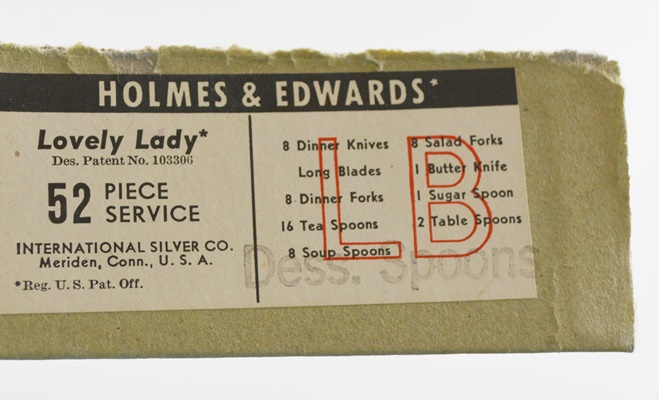 HOLMES & EDWARDS*
Lovely Lady*
Des. Patent No. 103306
52 PIECE SERVICE
INTERNATIONAL SILVER CO.
Meriden, Conn., U. S. A.
*Reg. U. S. Pat. Off.
8 Dinner Knives
Long Blades
8 Dinner Forks
16 Tea Spoons
8 Soup Spoons
8 Salad Forks
1 Butter Knife
1 Sugar Spoon
2 Table Spoons
LB
Dess. Spoons